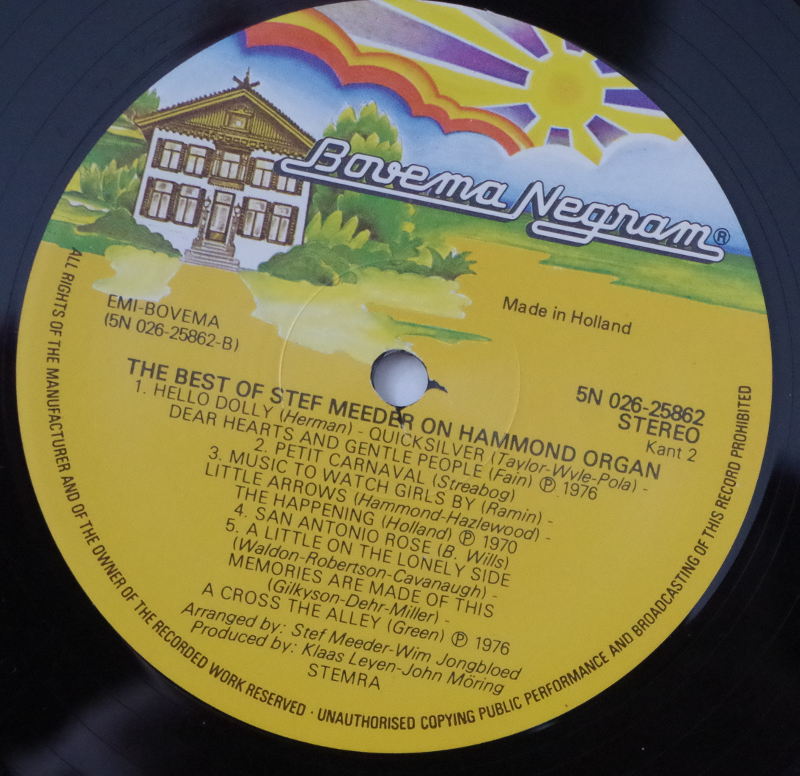 Bovema Negram®
EMI-BOVEMA
(5N 026-25862-B)
Made in Holland
5N 026-25862
STEREO
Kant 2
THE BEST OF STEF MEEDER ON HAMMOND ORGAN
1. HELLO DOLLY (Herman) - QUICKSILVER (Taylor-Wyle-Pola) -
DEAR HEARTS AND GENTLE PEOPLE (Fain) ℗ 1976
2. PETIT CARNAVAL (Streabog)
3. MUSIC TO WATCH GIRLS BY (Ramin) -
LITTLE ARROWS (Hammond-Hazlewood) -
THE HAPPENING (Holland) ℗ 1970
4. SAN ANTONIO ROSE (B. Wills)
5. A LITTLE ON THE LONELY SIDE
(Waldon-Robertson-Cavanaugh) -
MEMORIES ARE MADE OF THIS
(Gilkyson-Dehr-Miller) -
A CROSS THE ALLEY (Green) ℗ 1976
Arranged by: Stef Meeder-Wim Jongbloed
Produced by: Klaas Leyen-John Möring
STEMRA
ALL RIGHTS OF THE MANUFACTURER AND OF THE OWNER OF THE RECORDED WORK RESERVED · UNAUTHORISED COPYING PUBLIC PERFORMANCE AND BROADCASTING OF THIS RECORD PROHIBITED